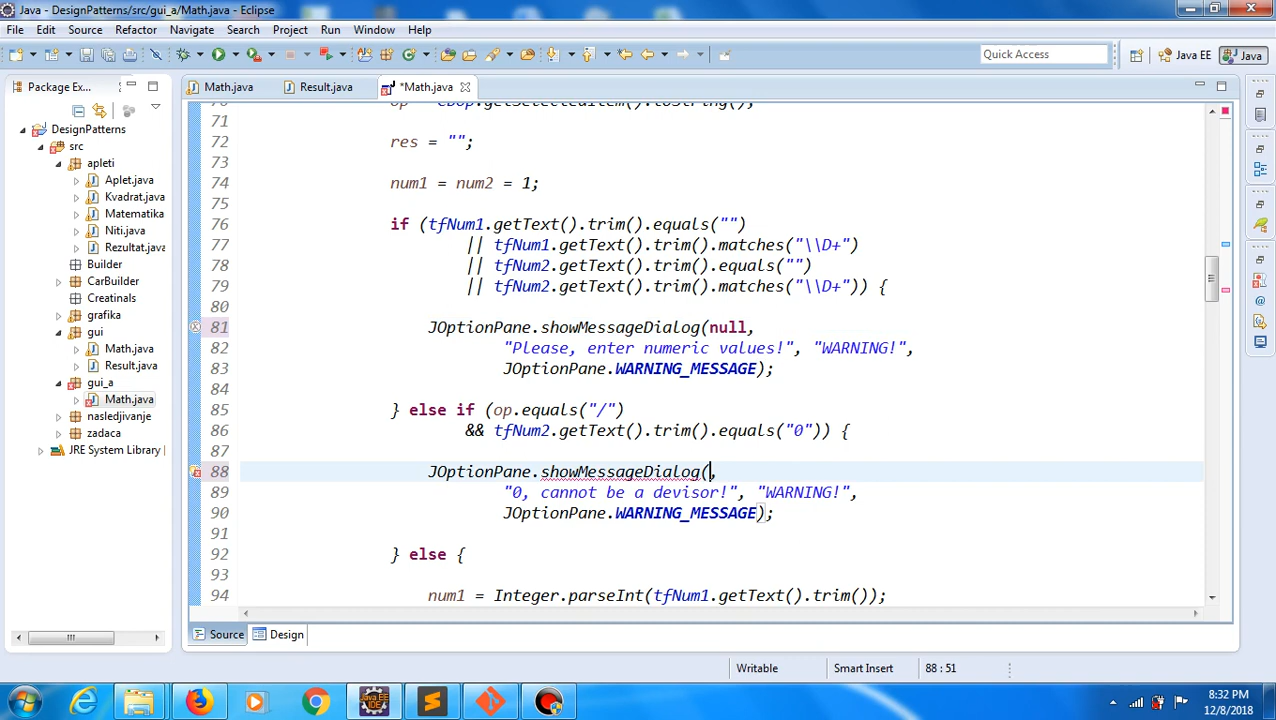 Java - DesignPatterns/src/gui_a/Math.java - Eclipse
File Edit Source Refactor Navigate Search Project Run Window Help
Quick Access
Java EE
Java
Package Ex...
Math.java
Result.java
*Math.java
DesignPatterns
src
apleti
Aplet.java
Kvadrat.java
Matematika
Niti.java
Rezultat.java
Builder
CarBuilder
Creatinals
grafika
gui
Math.java
Result.java
gui_a
Math.java
nasledjivanje
zadaca
JRE System Library
71
72 res = "";
73
74 num1 = num2 = 1;
75
76 if (tfNum1.getText().trim().equals("")
77 || tfNum1.getText().trim().matches("\\D+")
78 || tfNum2.getText().trim().equals("")
79 || tfNum2.getText().trim().matches("\\D+")) {
80
81 JOptionPane.showMessageDialog(null,
82 "Please, enter numeric values!", "WARNING!",
83 JOptionPane.WARNING_MESSAGE);
84
85 } else if (op.equals("/")
86 && tfNum2.getText().trim().equals("0")) {
87
88 JOptionPane.showMessageDialog(,
89 "0, cannot be a devisor!", "WARNING!",
90 JOptionPane.WARNING_MESSAGE);
91
92 } else {
93
94 num1 = Integer.parseInt(tfNum1.getText().trim());
Source Design
Writable Smart Insert 88 : 51
Java EE IDE
8:32 PM
12/8/2018